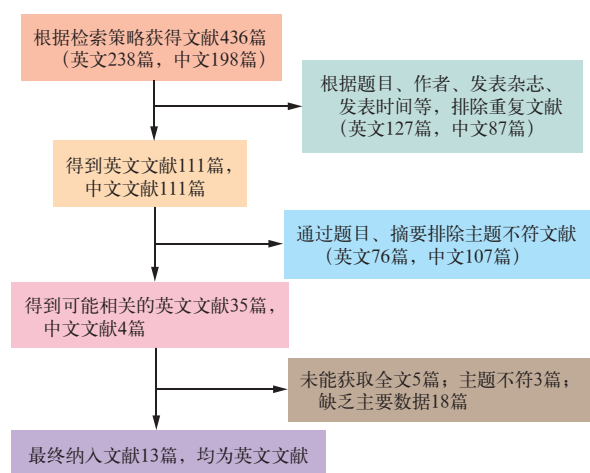 根据检索策略获得文献436篇
（英文238篇，中文198篇）
根据题目、作者、发表杂志、
发表时间等，排除重复文献
（英文127篇，中文87篇）
得到英文文献111篇，
中文文献111篇
通过题目、摘要排除主题不符文献
（英文76篇，中文107篇）
得到可能相关的英文文献35篇，
中文文献4篇
未能获取全文5篇；主题不符3篇；
缺乏主要数据18篇
最终纳入文献13篇，均为英文文献